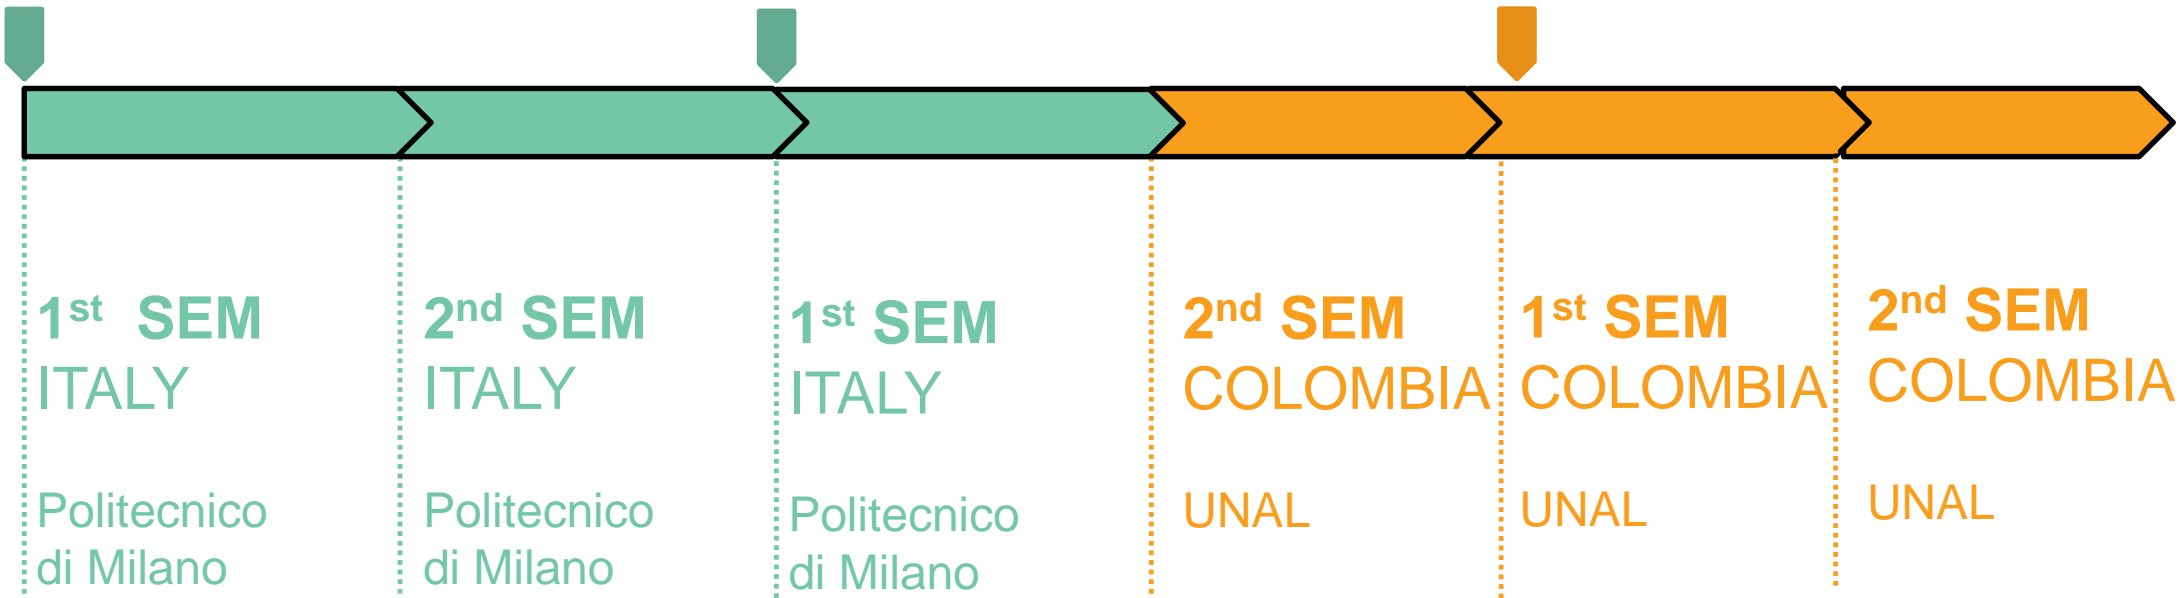 1st SEM
ITALY
Politecnico
di Milano
2nd SEM
ITALY
Politecnico
di Milano
1st SEM
ITALY
Politecnico
di Milano
2nd SEM
COLOMBIA
UNAL
1st SEM
COLOMBIA
UNAL
2nd SEM
COLOMBIA
UNAL